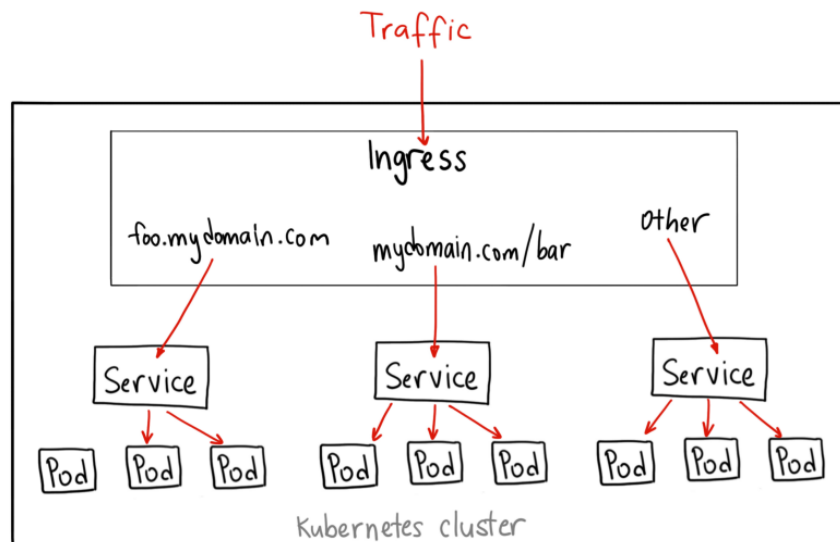 Traffic
Ingress
foo.mydomain.com
mydomain.com/bar
other
Service
Service
Service
Pod
Pod
Pod
Pod
Pod
Pod
Pod
Pod
Pod
Kubernetes cluster